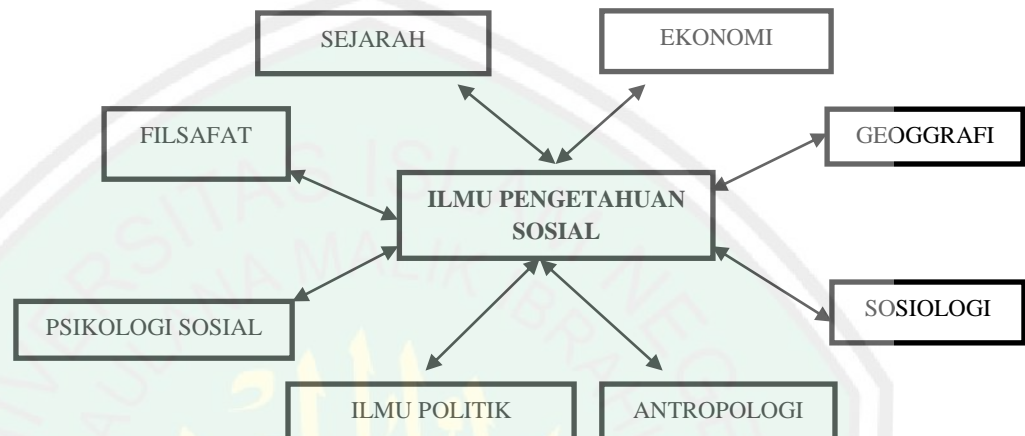 SEJARAH
EKONOMI
FILSAFAT
GEOGGRAFI
ILMU PENGETAHUAN
SOSIAL
PSIKOLOGI SOSIAL
SOSIOLOGI
ILMU POLITIK
ANTROPOLOGI